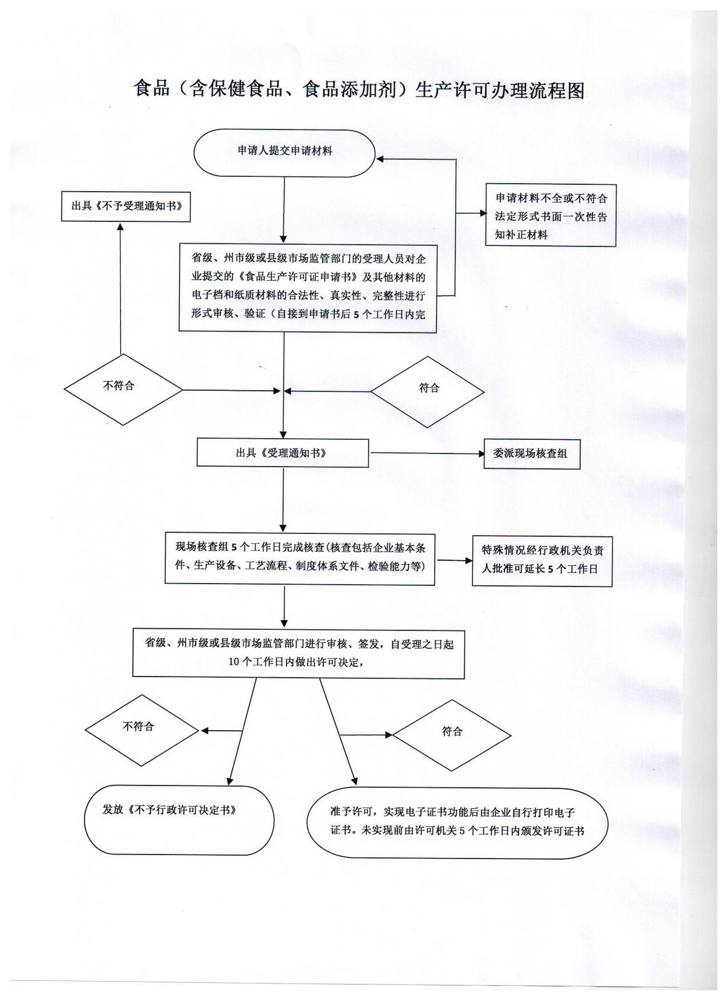 食品（含保健食品、食品添加剂）生产许可办理流程图
申请人提交申请材料
出具《不予受理通知书》
申请材料不全或不符合
法定形式书面一次性告
知补正材料
省级、州市级或县级市场监管部门的受理人员对企
业提交的《食品生产许可证申请书》及其他材料的
电子档和纸质材料的合法性、真实性、完整性进行
形式审核、验证（自接到申请书后 5 个工作日内完
不符合
符合
出具《受理通知书》
委派现场核查组
现场核查组 5 个工作日完成核查(核查包括企业基本条
件、生产设备、工艺流程、制度体系文件、检验能力等)
特殊情况经行政机关负责
人批准可延长 5 个工作日
省级、州市级或县级市场监管部门进行审核、签发，自受理之日起
10 个工作日内做出许可决定，
不符合
符合
发放《不予行政许可决定书》
准予许可，实现电子证书功能后由企业自行打印电子
证书。未实现前由许可机关 5 个工作日内颁发许可证书